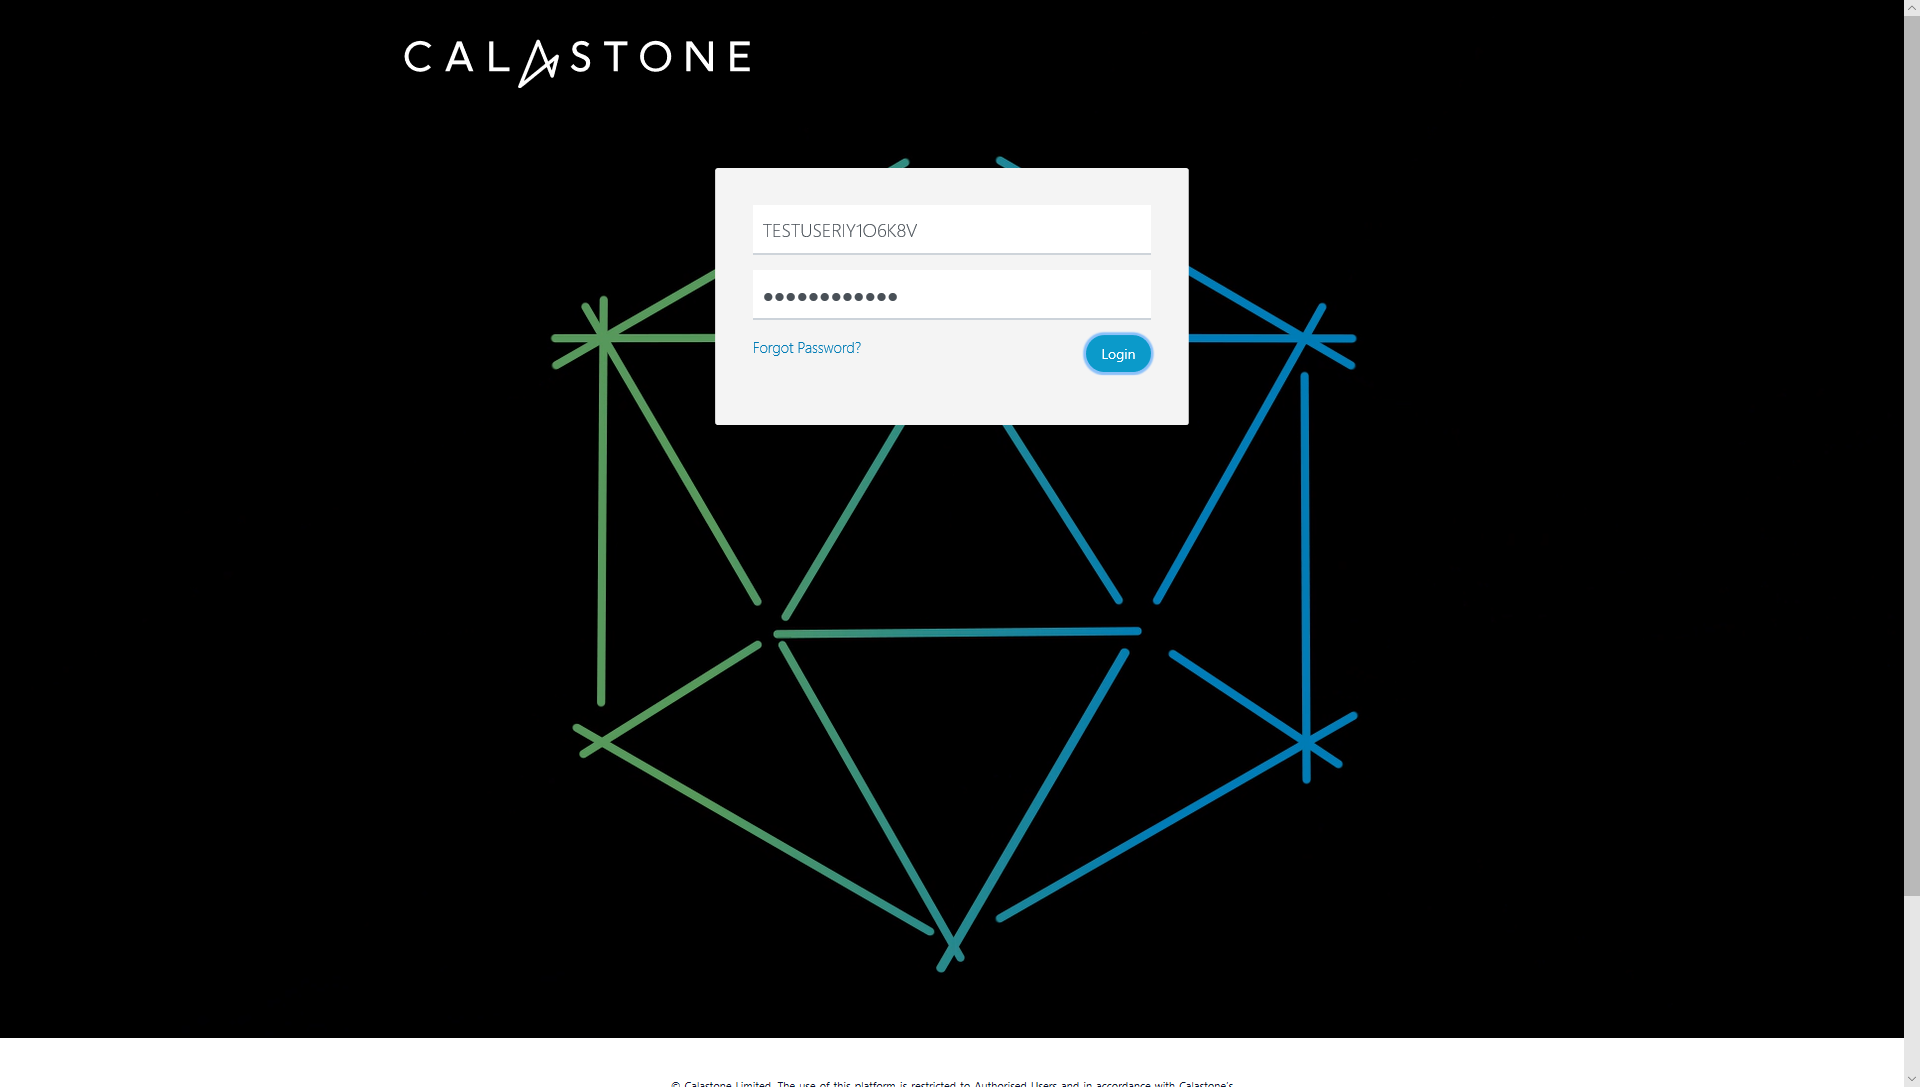 CALASTONE
TESTUSERIY1O6K8V
●●●●●●●●●●●●
Forgot Password?
Login
© Calastone Limited. The use of this platform is restricted to Authorised Users and in accordance with Calastone's